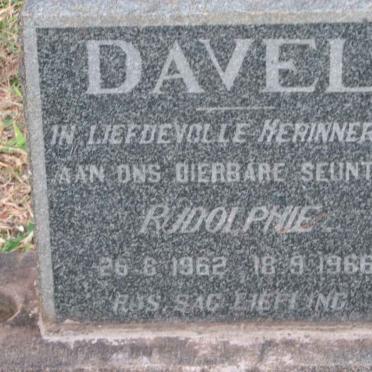 DAVEL
IN LIEFDEVOLLE HERINNER
AAN ONS DIERBARE SEUNT
RUDOLPHIE
26·6·1962 18·9·1966
RUS SAG LIEFLING